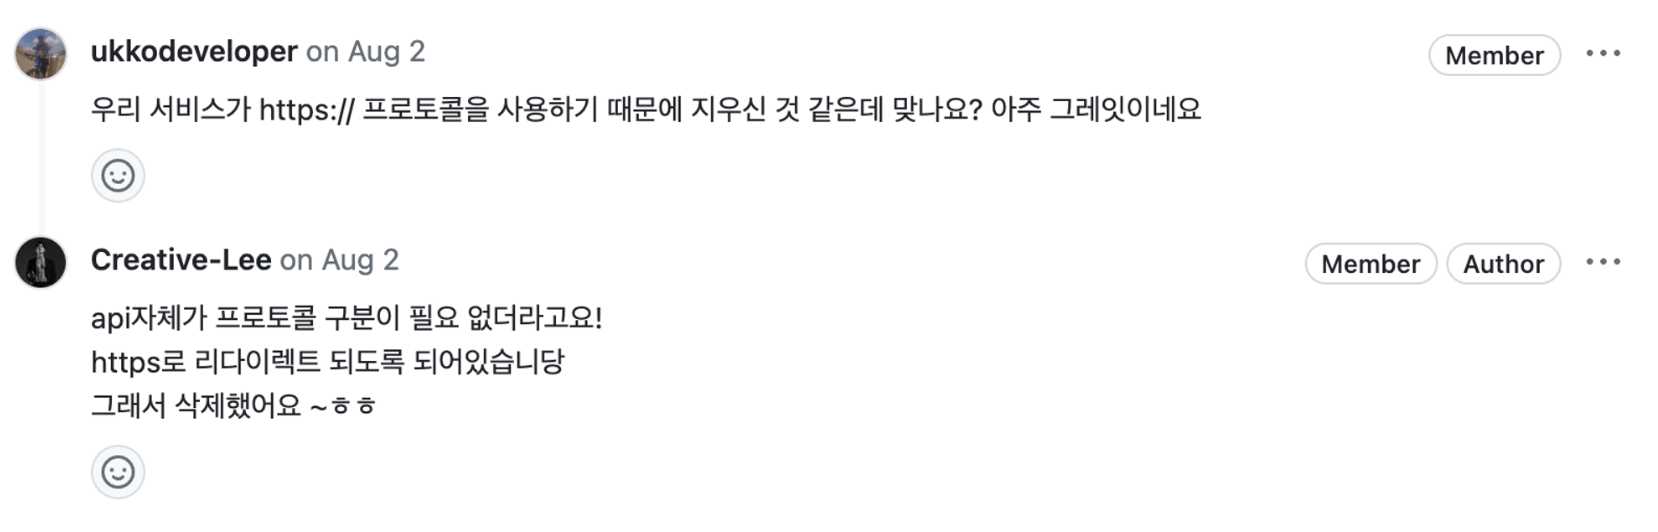 ukkodeveloper on Aug 2
Member
우리 서비스가 https:// 프로토콜을 사용하기 때문에 지우신 것 같은데 맞나요? 아주 그레잇이네요
Creative-Lee on Aug 2
Member
Author
api자체가 프로토콜 구분이 필요 없더라고요!
https로 리다이렉트 되도록 되어있습니당
그래서 삭제했어요 ~ㅎㅎ